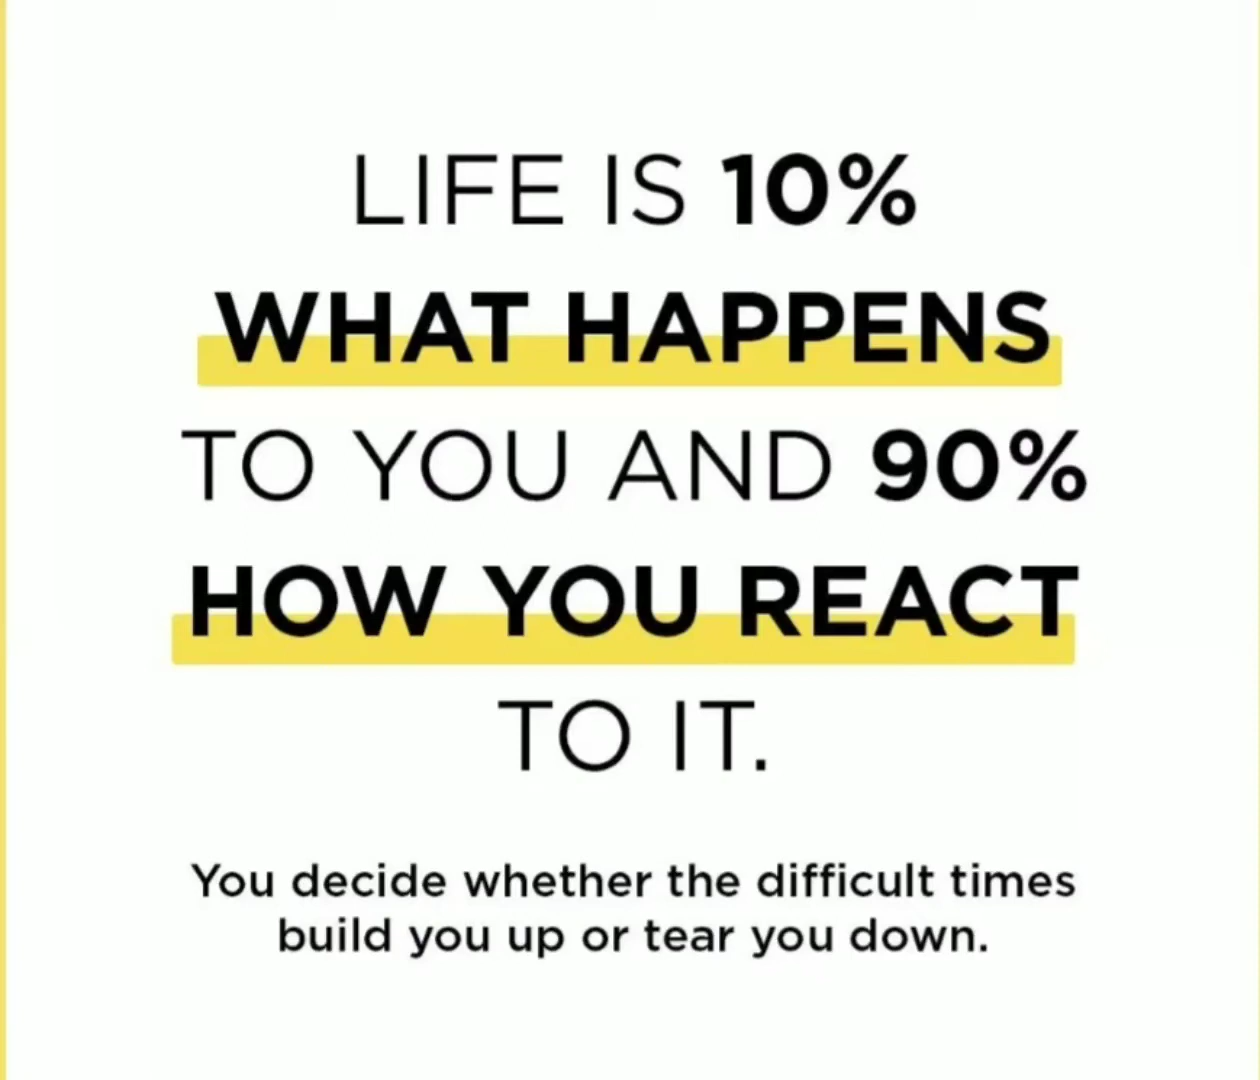 LIFE IS 10%
WHAT HAPPENS
TO YOU AND 90%
HOW YOU REACT
TO IT.
You decide whether the difficult times
build you up or tear you down.